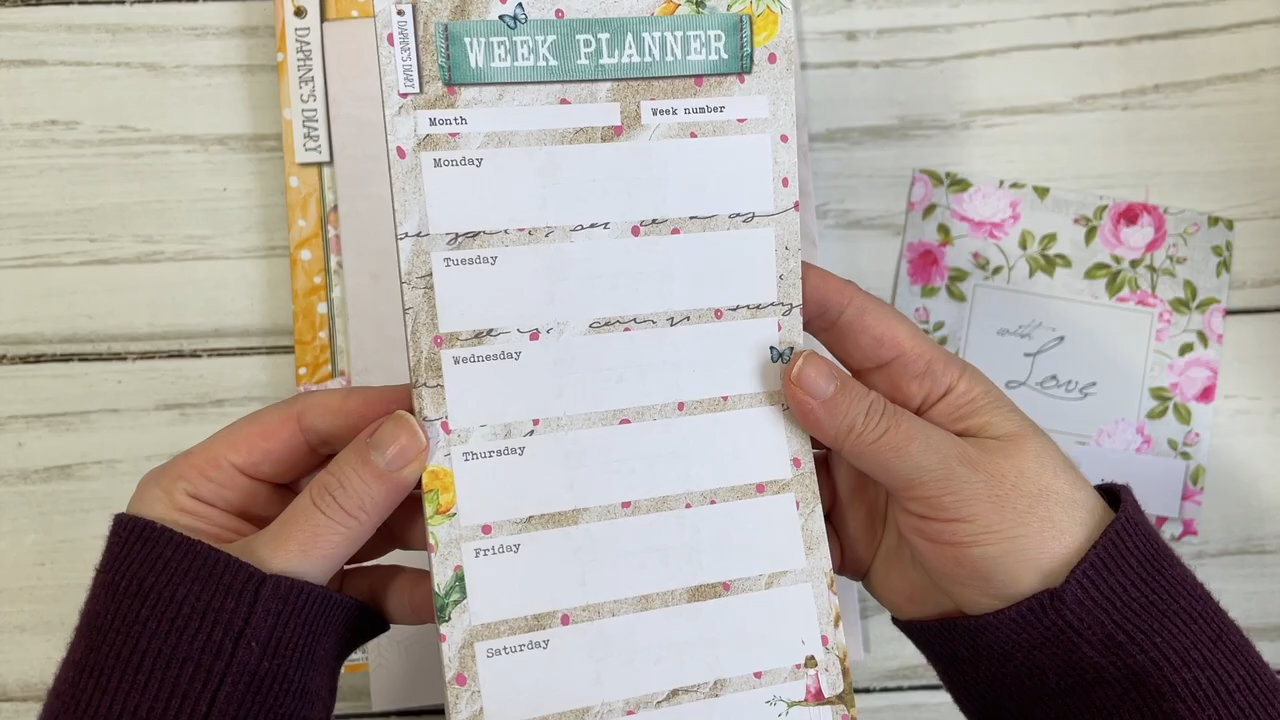 DAPHNE'S DIARY
DAPHNE'S DIARY
WEEK PLANNER
Month
Week number
Monday
Tuesday
Wednesday
Thursday
Friday
Saturday
with
Love